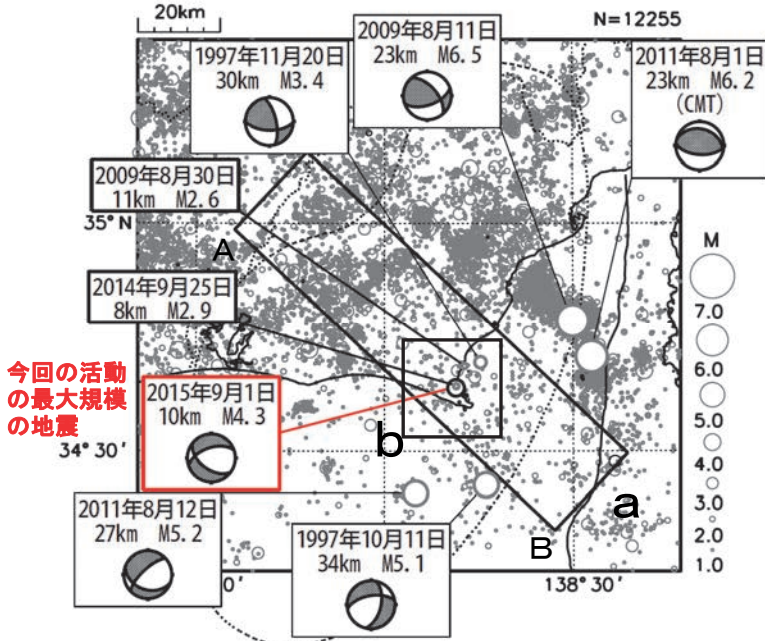 20km
N=12255
1997年11月20日
30km M3.4
2009年8月11日
23km M6.5
2011年8月1日
23km M6.2
(CMT)
2009年8月30日
11km M2.6
35°N
A
2014年9月25日
8km M2.9
M
7.0
6.0
5.0
4.0
3.0
2.0
1.0
今回の活動
の最大規模
の地震
2015年9月1日
10km M4.3
b
34°30'
a
2011年8月12日
27km M5.2
B
1997年10月11日
34km M5.1
0'
138°30'